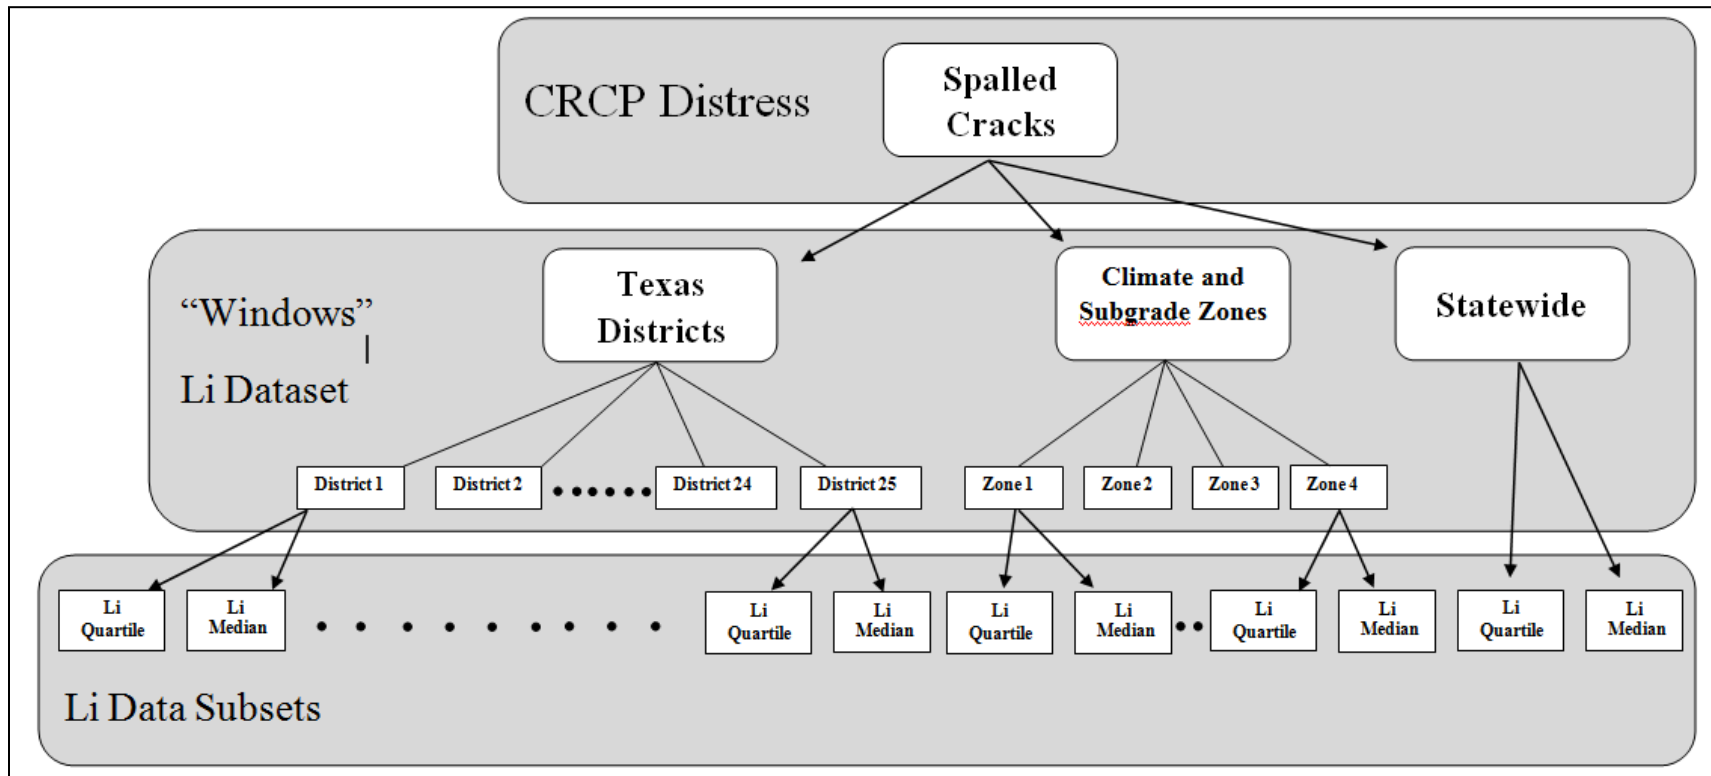 CRCP Distress
Spalled
Cracks
“Windows”
Li Dataset
Texas
Districts
Climate and
Subgrade Zones
Statewide
District 1
District 2
District 24
District 25
Zone 1
Zone 2
Zone 3
Zone 4
Li
Quartile
Li
Median
Li
Quartile
Li
Median
Li
Quartile
Li
Median
Li
Quartile
Li
Median
Li
Quartile
Li
Median
Li Data Subsets